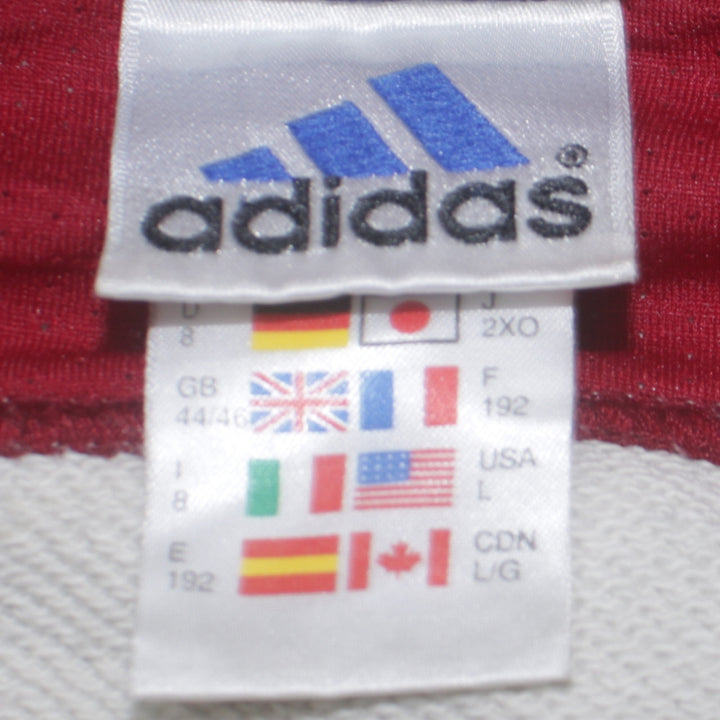 adidas®
D
8
J
2XO
GB
44/46
F
192
I
8
USA
L
E
192
CDN
L/G